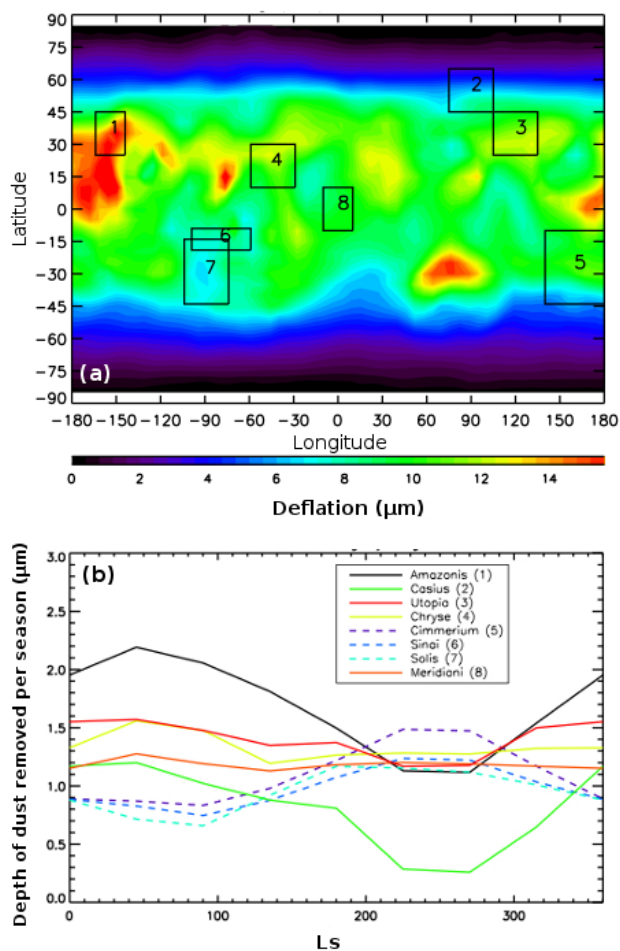 90
75
60
45
30
15
0
−15
−30
−45
−60
−75
−90
Latitude
1
2
3
4
5
6
7
8
(a)
−180 −150 −120 −90 −60 −30 0 30 60 90 120 150 180
Longitude
0 2 4 6 8 10 12 14
Deflation (µm)
3.0
2.5
2.0
1.5
1.0
0.5
0.0
Depth of dust removed per season (µm)
(b)
Amazonis (1)
Casius (2)
Utopia (3)
Chryse (4)
Cimmerium (5)
Sinai (6)
Solis (7)
Meridiani (8)
0 100 200 300
Ls